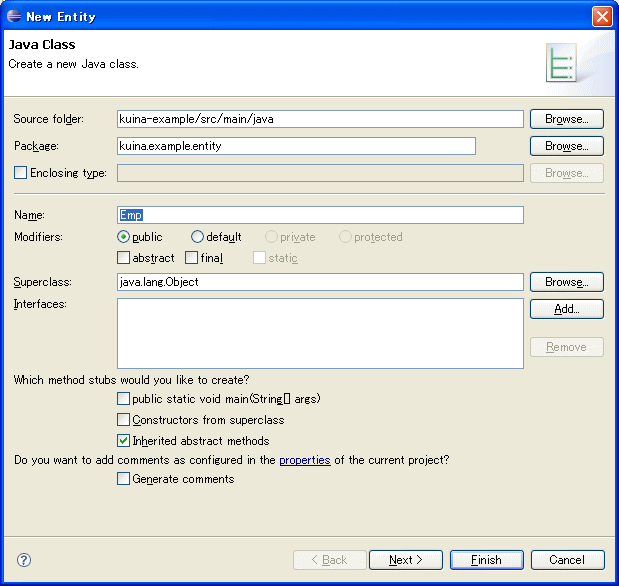 New Entity
Java Class
Create a new Java class.
Source folder: kuina-example/src/main/java Browse...
Package: kuina.example.entity Browse...
Enclosing type: Browse...
Name: Emp
Modifiers: public default private protected
abstract final static
Superclass: java.lang.Object Browse...
Interfaces: Add...
Remove
Which method stubs would you like to create?
public static void main(String[] args)
Constructors from superclass
Inherited abstract methods
Do you want to add comments as configured in the properties of the current project?
Generate comments
? < Back Next > Finish Cancel